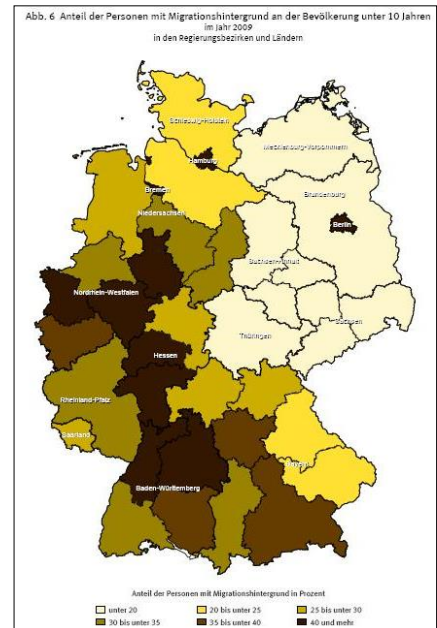 Abb. 6 Anteil der Personen mit Migrationshintergrund an der Bevölkerung unter 10 Jahren
im Jahr 2009
in den Regierungsbezirken und Ländern
Schleswig-Holstein
Mecklenburg-Vorpommern
Hamburg
Bremen
Brandenburg
Niedersachsen
Berlin
Sachsen-Anhalt
Nordrhein-Westfalen
Sachsen
Thüringen
Hessen
Rheinland-Pfalz
Saarland
Bayern
Baden-Württemberg
Anteil der Personen mit Migrationshintergrund in Prozent
unter 20 20 bis unter 25 25 bis unter 30
30 bis unter 35 35 bis unter 40 40 und mehr